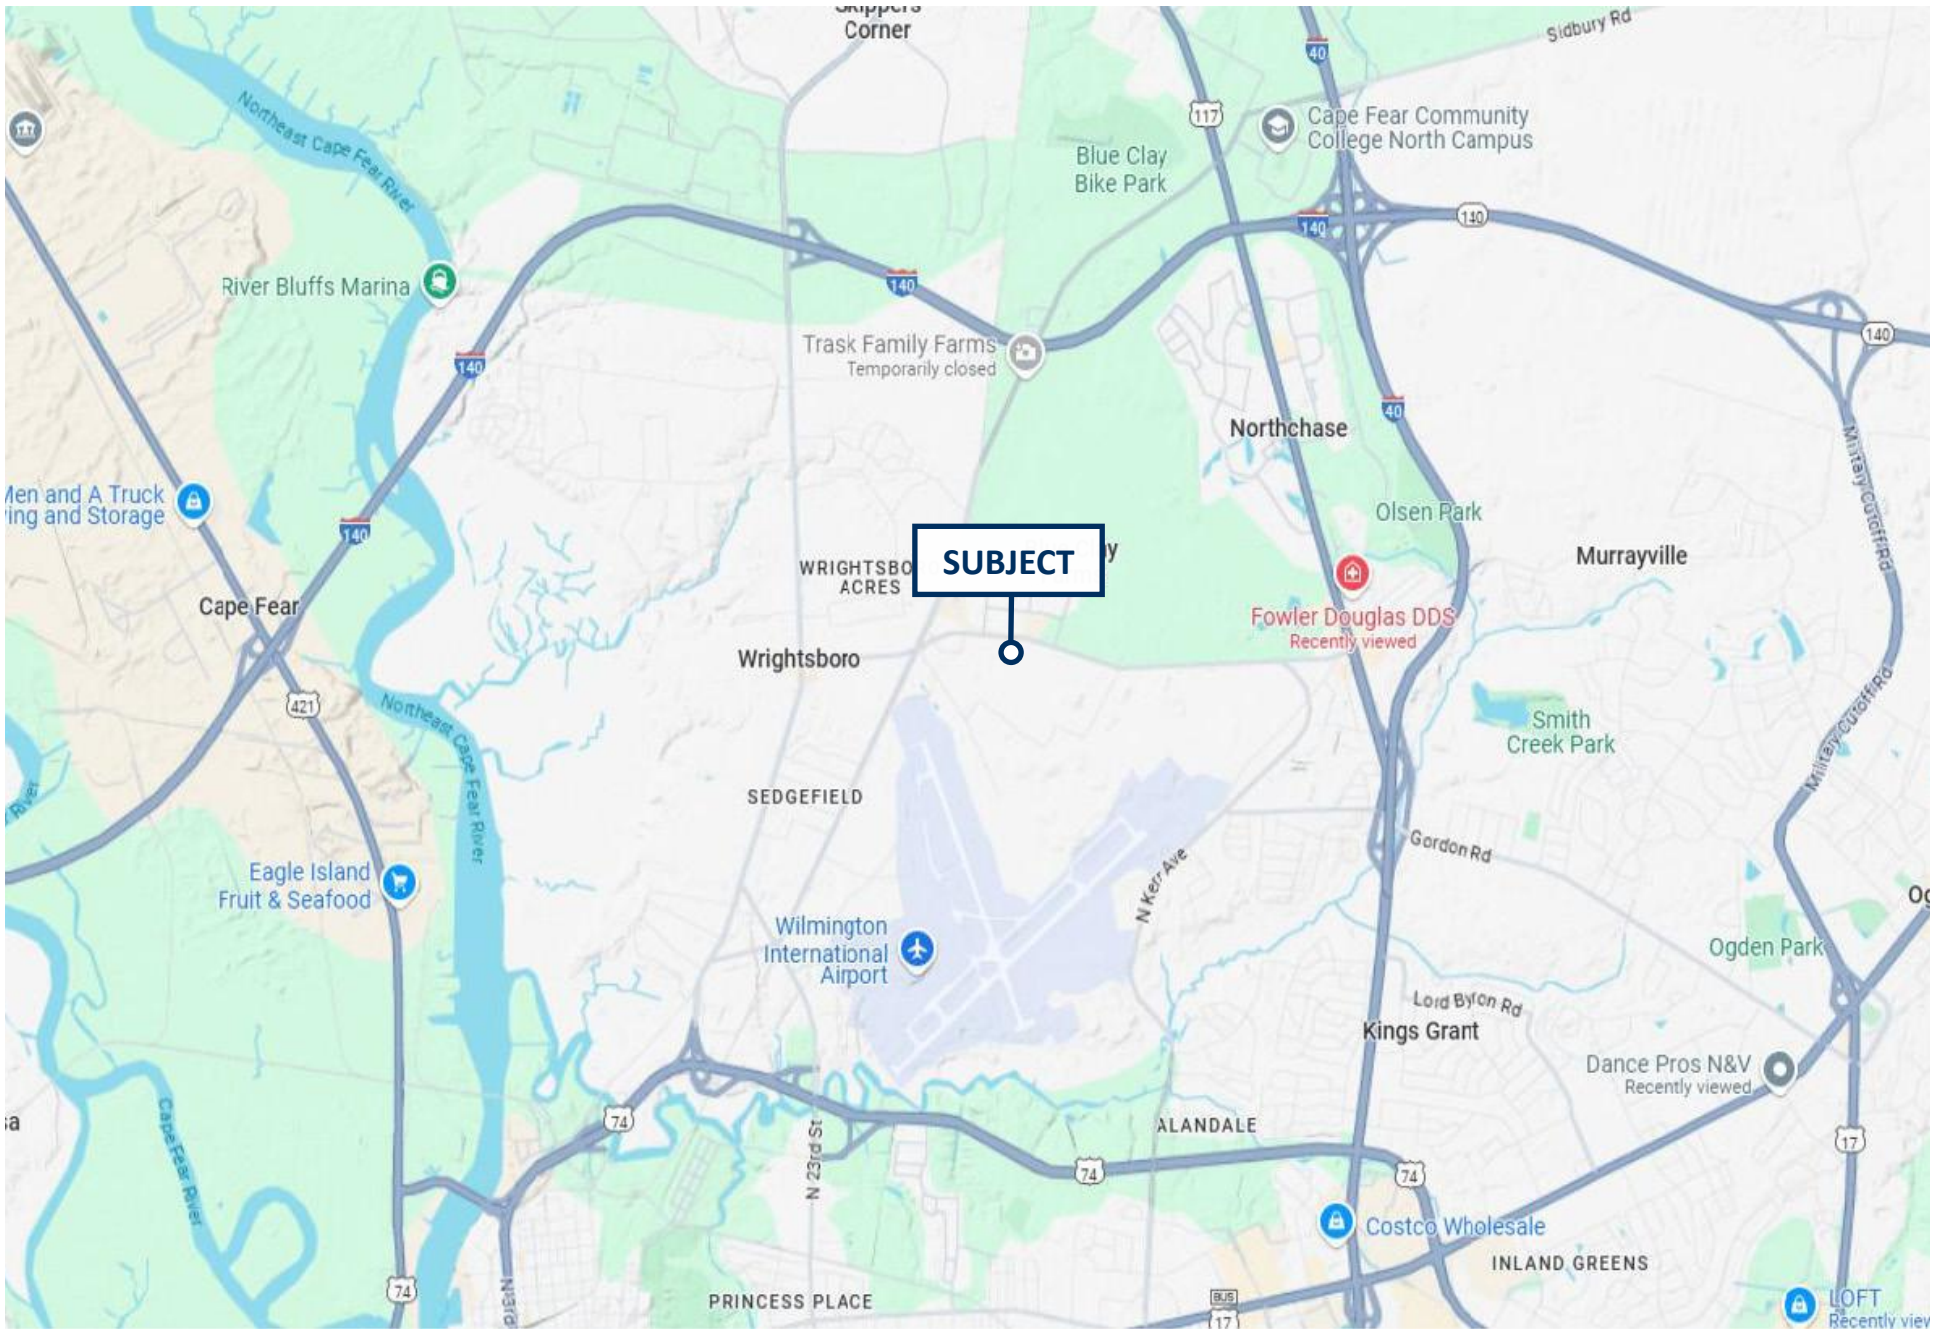 Corner
Sidbury Rd
40
117
Cape Fear Community
College North Campus
Northeast Cape Fear River
Blue Clay
Bike Park
140
140
River Bluffs Marina
140
140
Trask Family Farms
Temporarily closed
140
40
Northchase
Military Cutoff Rd
Men and A Truck
ing and Storage
140
Olsen Park
SUBJECT
WRIGHTSBO
ACRES
Murrayville
Cape Fear
Fowler Douglas DDS
Recently viewed
Wrightsboro
421
Northeast Cape Fear River
Smith
Creek Park
Military Cutoff Rd
River
SEDGEFIELD
Gordon Rd
Eagle Island
Fruit & Seafood
N Kerr Ave
Wilmington
International
Airport
Ogden Park
Lord Byron Rd
Kings Grant
Dance Pros N&V
Recently viewed
74
Cape Fear River
N 23rd St
ALANDALE
17
74
74
Costco Wholesale
INLAND GREENS
74
N 3rd
PRINCESS PLACE
BUS
17
LOFT
Recently view